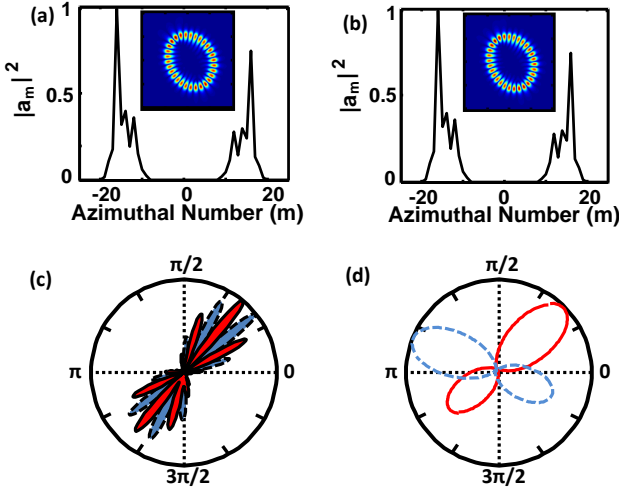 (a)
1
0.5
0
|a_m|^2
-20 0 20
Azimuthal Number (m)
(b)
1
0.5
0
|a_m|^2
-20 0 20
Azimuthal Number (m)
(c)
π/2
π
0
3π/2
(d)
π/2
π
0
3π/2